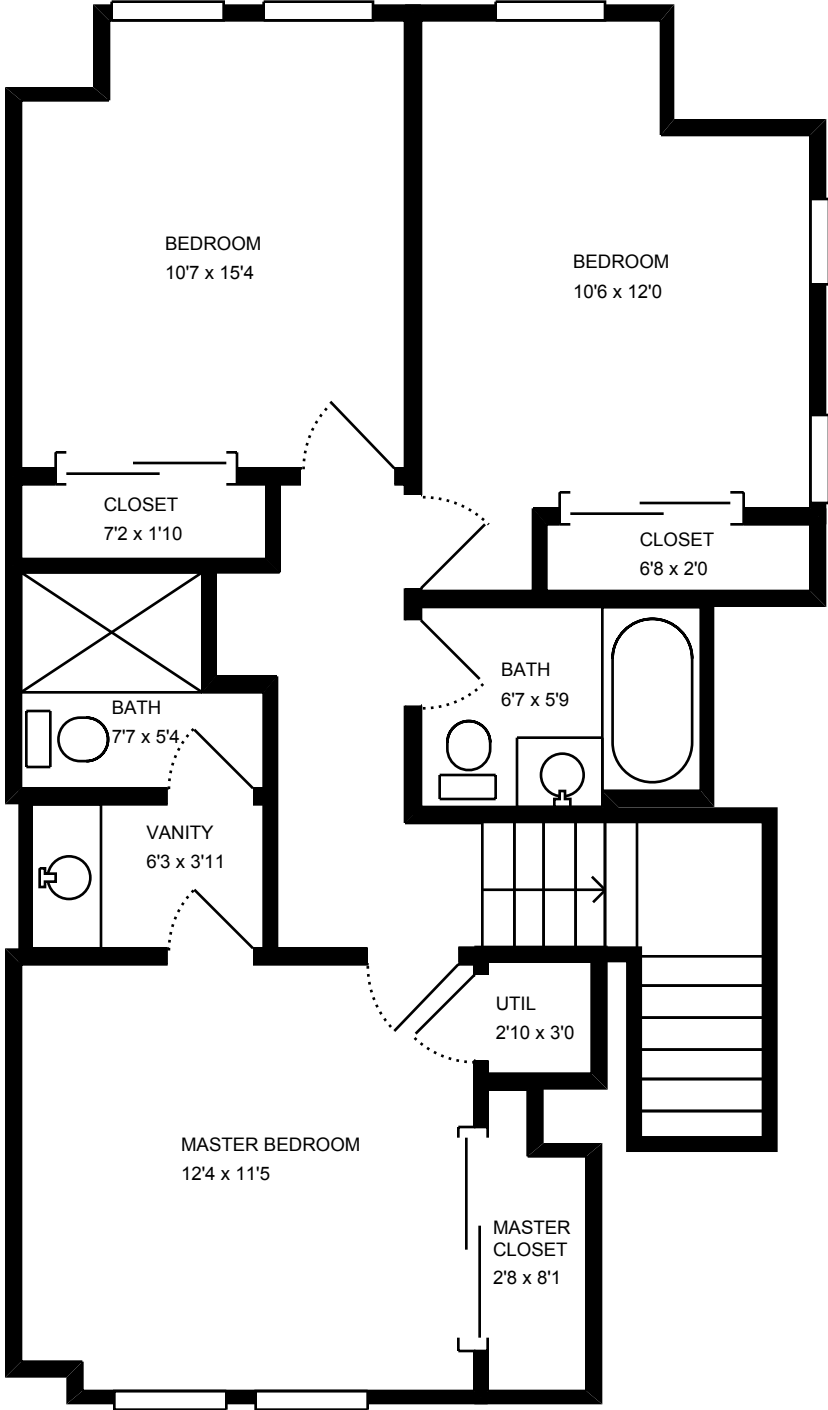 BEDROOM
10'7 x 15'4
BEDROOM
10'6 x 12'0
CLOSET
7'2 x 1'10
CLOSET
6'8 x 2'0
BATH
7'7 x 5'4
BATH
6'7 x 5'9
VANITY
6'3 x 3'11
UTIL
2'10 x 3'0
MASTER BEDROOM
12'4 x 11'5
MASTER
CLOSET
2'8 x 8'1